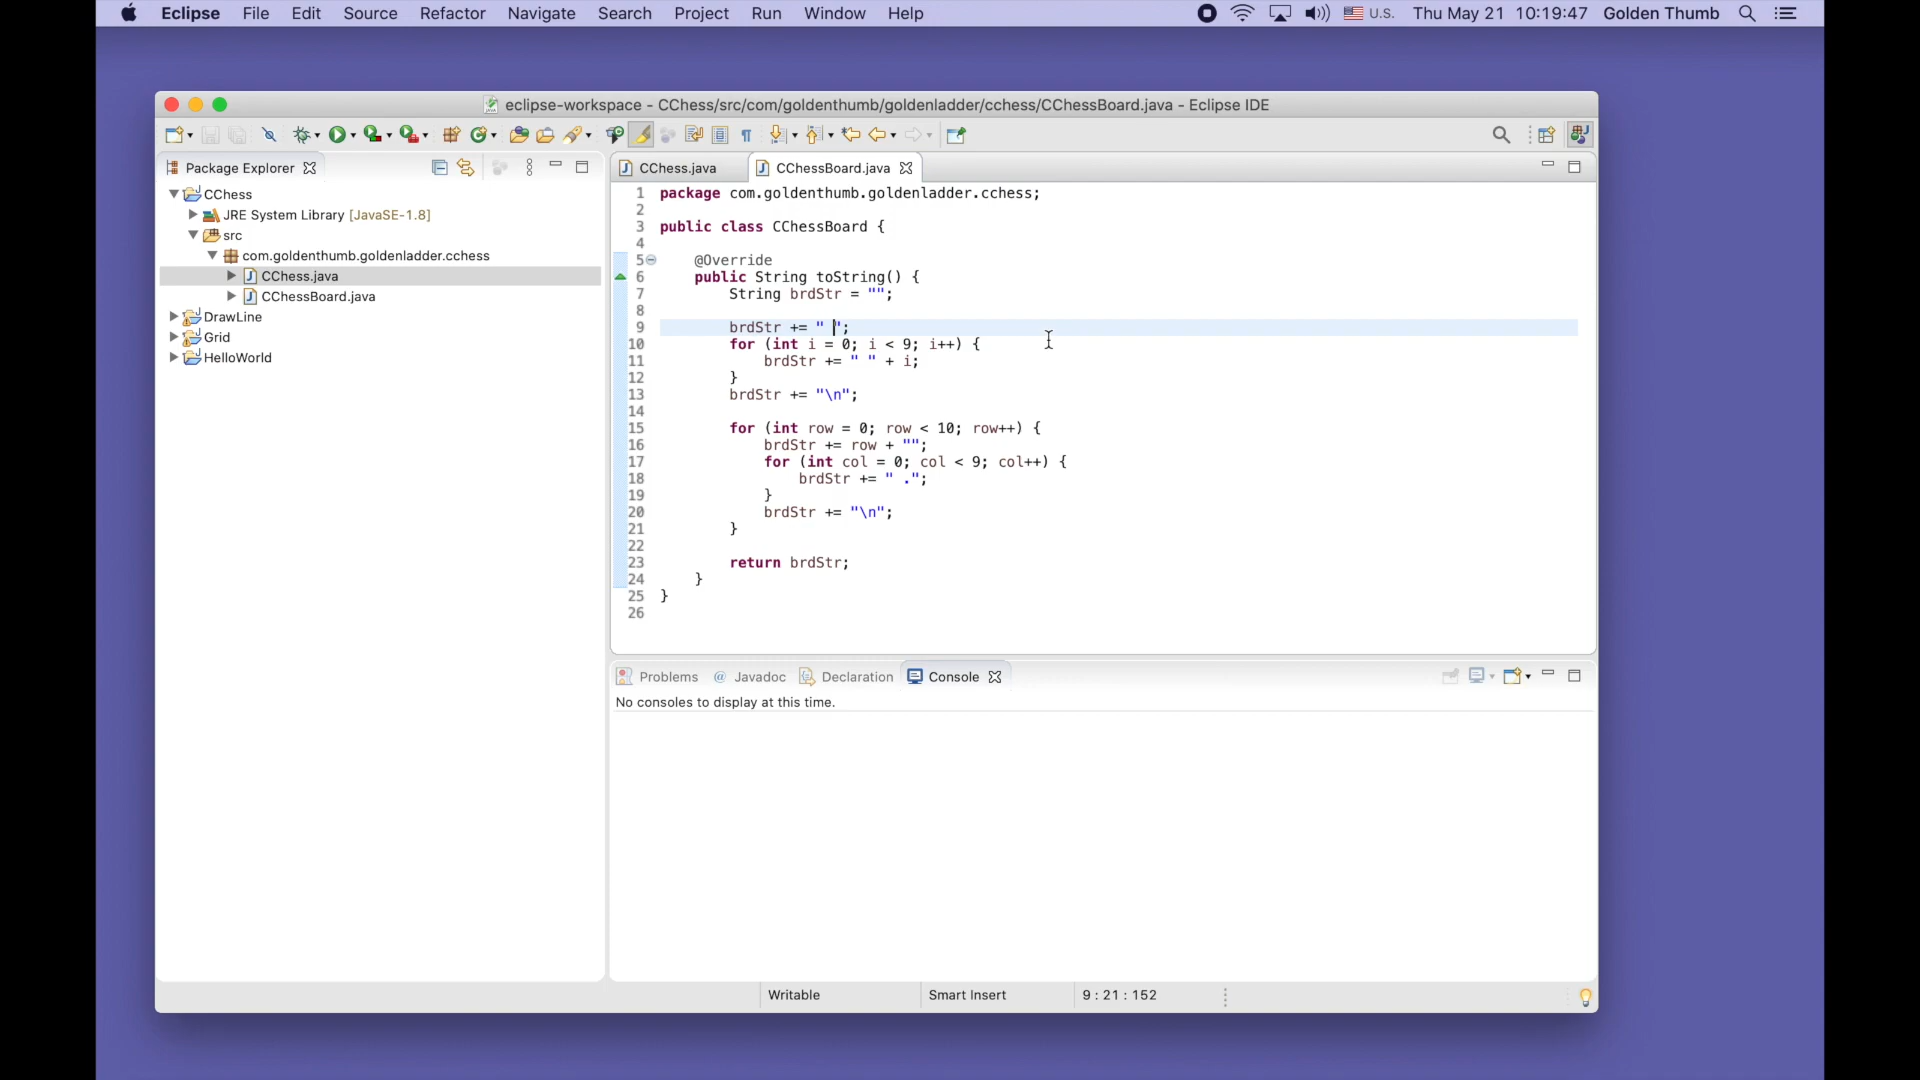 Eclipse File Edit Source Refactor Navigate Search Project Run Window Help U.S. Thu May 21 10:19:47 Golden Thumb
eclipse-workspace - CChess/src/com/goldenthumb/goldenladder/cchess/CChessBoard.java - Eclipse IDE
Package Explorer
CChess
JRE System Library [JavaSE-1.8]
src
com.goldenthumb.goldenladder.cchess
CChess.java
CChessBoard.java
DrawLine
Grid
HelloWorld
CChess.java CChessBoard.java
1 package com.goldenthumb.goldenladder.cchess;
2
3 public class CChessBoard {
4
5 @Override
6 public String toString() {
7 String brdStr = "";
8
9 brdStr += " ";
10 for (int i = 0; i < 9; i++) {
11 brdStr += " " + i;
12 }
13 brdStr += "\n";
14
15 for (int row = 0; row < 10; row++) {
16 brdStr += row + "";
17 for (int col = 0; col < 9; col++) {
18 brdStr += " .";
19 }
20 brdStr += "\n";
21 }
22
23 return brdStr;
24 }
25 }
26
Problems @ Javadoc Declaration Console
No consoles to display at this time.
Writable Smart Insert 9 : 21 : 152